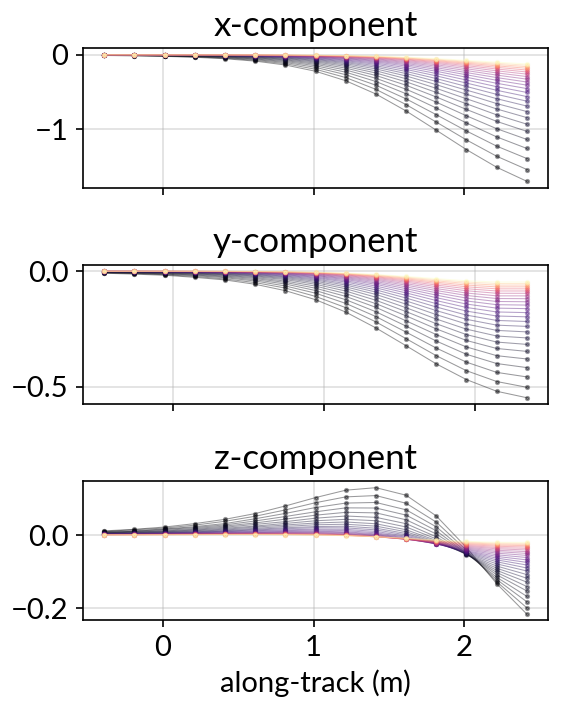 x-component
0
−1
y-component
0.0
−0.5
z-component
0.0
−0.2
0 1 2
along-track (m)